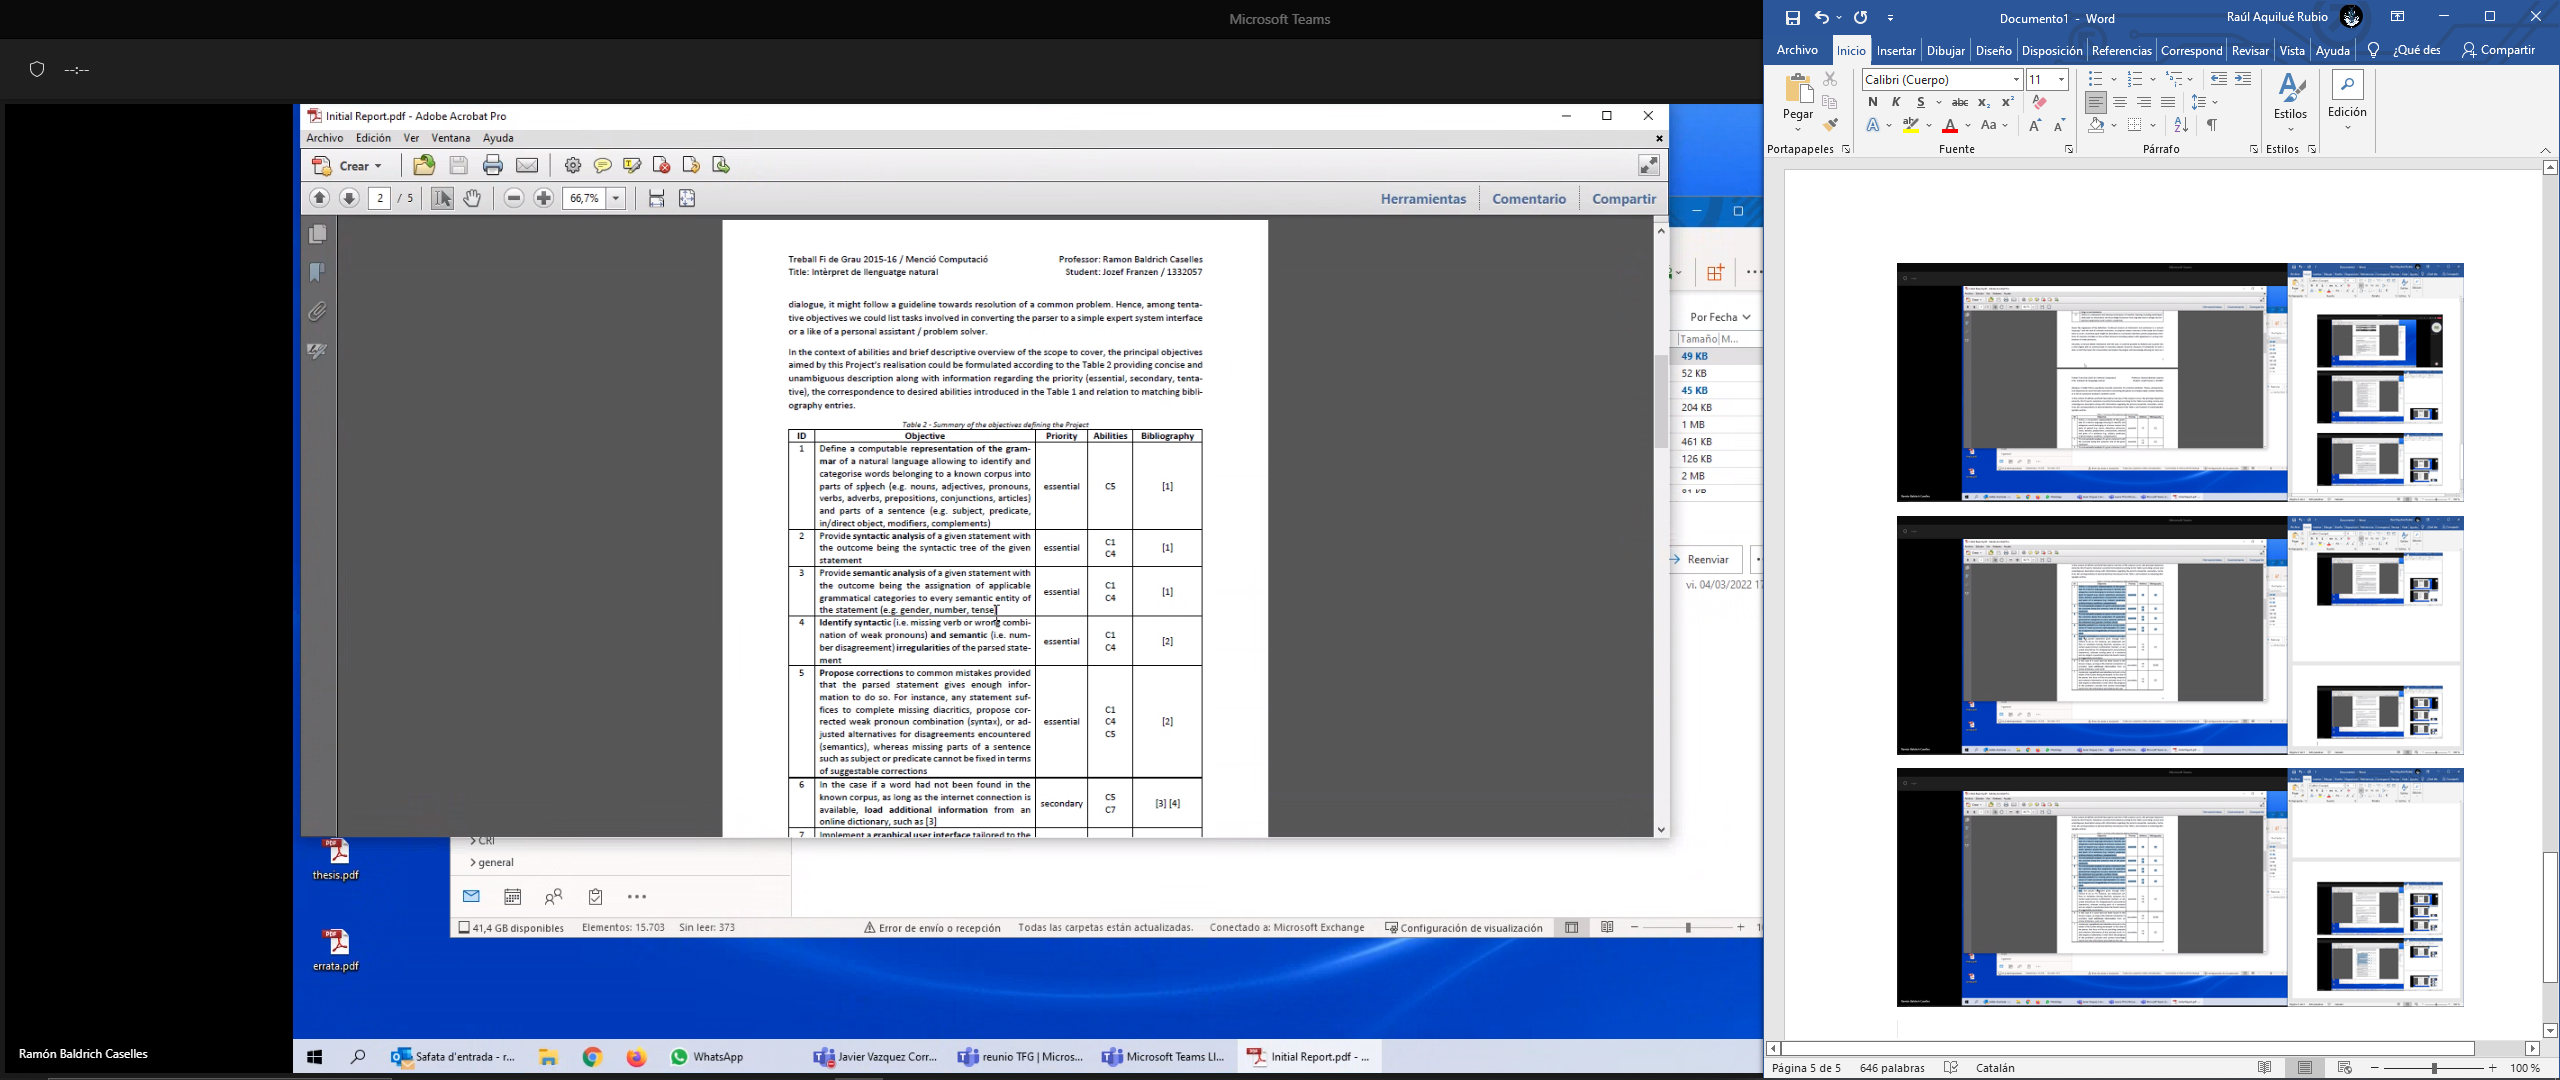 Microsoft Teams
--:--
Initial Report.pdf - Adobe Acrobat Pro
Archivo Edición Ver Ventana Ayuda
Crear
2 / 5 66,7% Herramientas Comentario Compartir
Treball Fi de Grau 2015-16 / Menció Computació Professor: Ramon Baldrich Caselles
Title: Intèrpret de llenguatge natural Student: Jozef Franzen / 1332057
dialogue, it might follow a guideline towards resolution of a common problem. Hence, among tenta-
tive objectives we could list tasks involved in converting the parser to a simple expert system interface
or a like of a personal assistant / problem solver.
In the context of abilities and brief descriptive overview of the scope to cover, the principal objectives
aimed by this Project's realisation could be formulated according to the Table 2 providing concise and
unambiguous description along with information regarding the priority (essential, secondary, tenta-
tive), the correspondence to desired abilities introduced in the Table 1 and relation to matching bibli-
ography entries.
Table 2 - Summary of the objectives defining the Project
ID Objective Priority Abilities Bibliography
1 Define a computable representation of the gram-
mar of a natural language allowing to identify and
categorise words belonging to a known corpus into
parts of speech (e.g. nouns, adjectives, pronouns, essential C5 [1]
verbs, adverbs, prepositions, conjunctions, articles)
and parts of a sentence (e.g. subject, predicate,
in/direct object, modifiers, complements)
2 Provide syntactic analysis of a given statement with
the outcome being the syntactic tree of the given essential C1 C4 [1]
statement
3 Provide semantic analysis of a given statement with
the outcome being the assignation of applicable
grammatical categories to every semantic entity of essential C1 C4 [1]
the statement (e.g. gender, number, tense)
4 Identify syntactic (i.e. missing verb or wrong combi-
nation of weak pronouns) and semantic (i.e. num-
ber disagreement) irregularities of the parsed state- essential C1 C4 [2]
ment
5 Propose corrections to common mistakes provided
that the parsed statement gives enough infor-
mation to do so. For instance, any statement suf-
fices to complete missing diacritics, propose cor-
rected weak pronoun combination (syntax), or ad- essential C1 C4 C5 [2]
justed alternatives for disagreements encountered
(semantics), whereas missing parts of a sentence
such as subject or predicate cannot be fixed in terms
of suggestable corrections
6 In the case if a word had not been found in the
known corpus, as long as the internet connection is
available, load additional information from an secondary C5 C7 [3] [4]
online dictionary, such as [3]
7 Implement a graphical user interface tailored to the
Por Fecha
Tamaño M...
49 KB
52 KB
45 KB
204 KB
1 MB
461 KB
126 KB
2 MB
81 KB
Reenviar
vi. 04/03/2022
CRI
general
41,4 GB disponibles Elementos: 15.703 Sin leer: 373 Error de envío o recepción Todas las carpetas están actualizadas. Conectado a: Microsoft Exchange Configuración de visualización
thesis.pdf
errata.pdf
Ramón Baldrich Caselles
Safata d'entrada - r... WhatsApp Javier Vazquez Corr... reunio TFG | Micros... Microsoft Teams Ll... Initial Report.pdf - ...
Documento1 - Word Raúl Aquilué Rubio
Archivo Inicio Insertar Dibujar Diseño Disposición Referencias Correspond Revisar Vista Ayuda ¿Qué des Compartir
Calibri (Cuerpo) 11
Pegar N K S abc x₂ x² Estilos Edición
A ab A Aa A A
Portapapeles Fuente Párrafo Estilos
Página 5 de 5 646 palabras Catalán 100 %